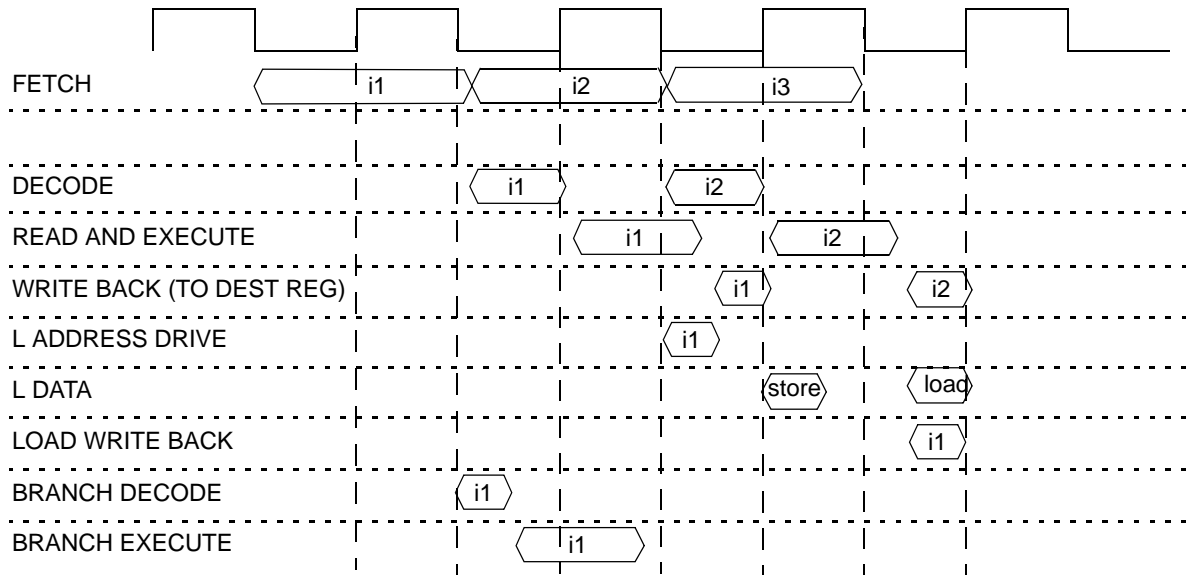 FETCH i1 i2 i3
DECODE i1 i2
READ AND EXECUTE i1 i2
WRITE BACK (TO DEST REG) i1 i2
L ADDRESS DRIVE i1
L DATA store load
LOAD WRITE BACK i1
BRANCH DECODE i1
BRANCH EXECUTE i1